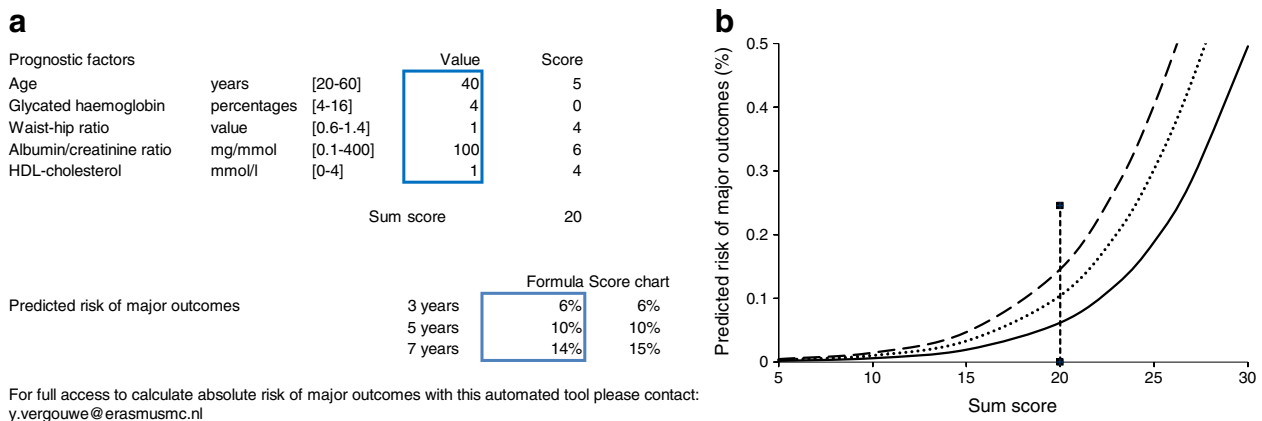 a
Prognostic factors Value Score
Age years [20-60] 40 5
Glycated haemoglobin percentages [4-16] 4 0
Waist-hip ratio value [0.6-1.4] 1 4
Albumin/creatinine ratio mg/mmol [0.1-400] 100 6
HDL-cholesterol mmol/l [0-4] 1 4
Sum score 20
Formula Score chart
Predicted risk of major outcomes 3 years 6% 6%
5 years 10% 10%
7 years 14% 15%
For full access to calculate absolute risk of major outcomes with this automated tool please contact:
y.vergouwe@erasmusmc.nl
b
Predicted risk of major outcomes (%)
0.5
0.4
0.3
0.2
0.1
0
5 10 15 20 25 30
Sum score